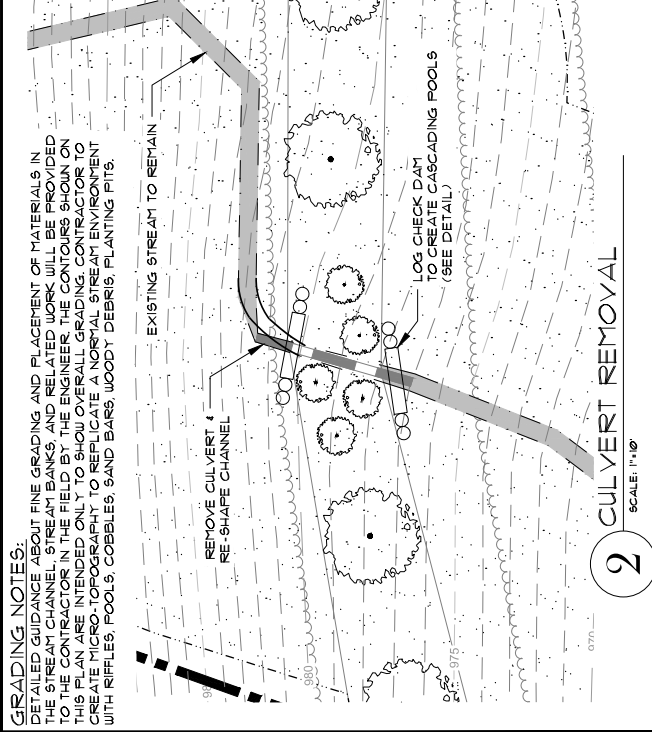 GRADING NOTES:
DETAILED GUIDANCE ABOUT FINE GRADING AND PLACEMENT OF MATERIALS IN
THE STREAM CHANNEL, STREAM BANKS, AND RELATED WORK WILL BE PROVIDED
TO THE CONTRACTOR IN THE FIELD BY THE ENGINEER. THE CONTOURS SHOWN ON
THIS PLAN ARE INTENDED ONLY TO SHOW OVERALL GRADING. CONTRACTOR TO
CREATE MICRO-TOPOGRAPHY TO REPLICATE A NORMAL STREAM ENVIRONMENT
WITH RIFFLES, POOLS, COBBLES, SAND BARS, WOODY DEBRIS, PLANTING PITS.
EXISTING STREAM TO REMAIN
REMOVE CULVERT &
RE-SHAPE CHANNEL
LOG CHECK DAM
TO CREATE CASCADING POOLS
(SEE DETAIL)
980
975
970
2
CULVERT REMOVAL
SCALE: 1"=10'